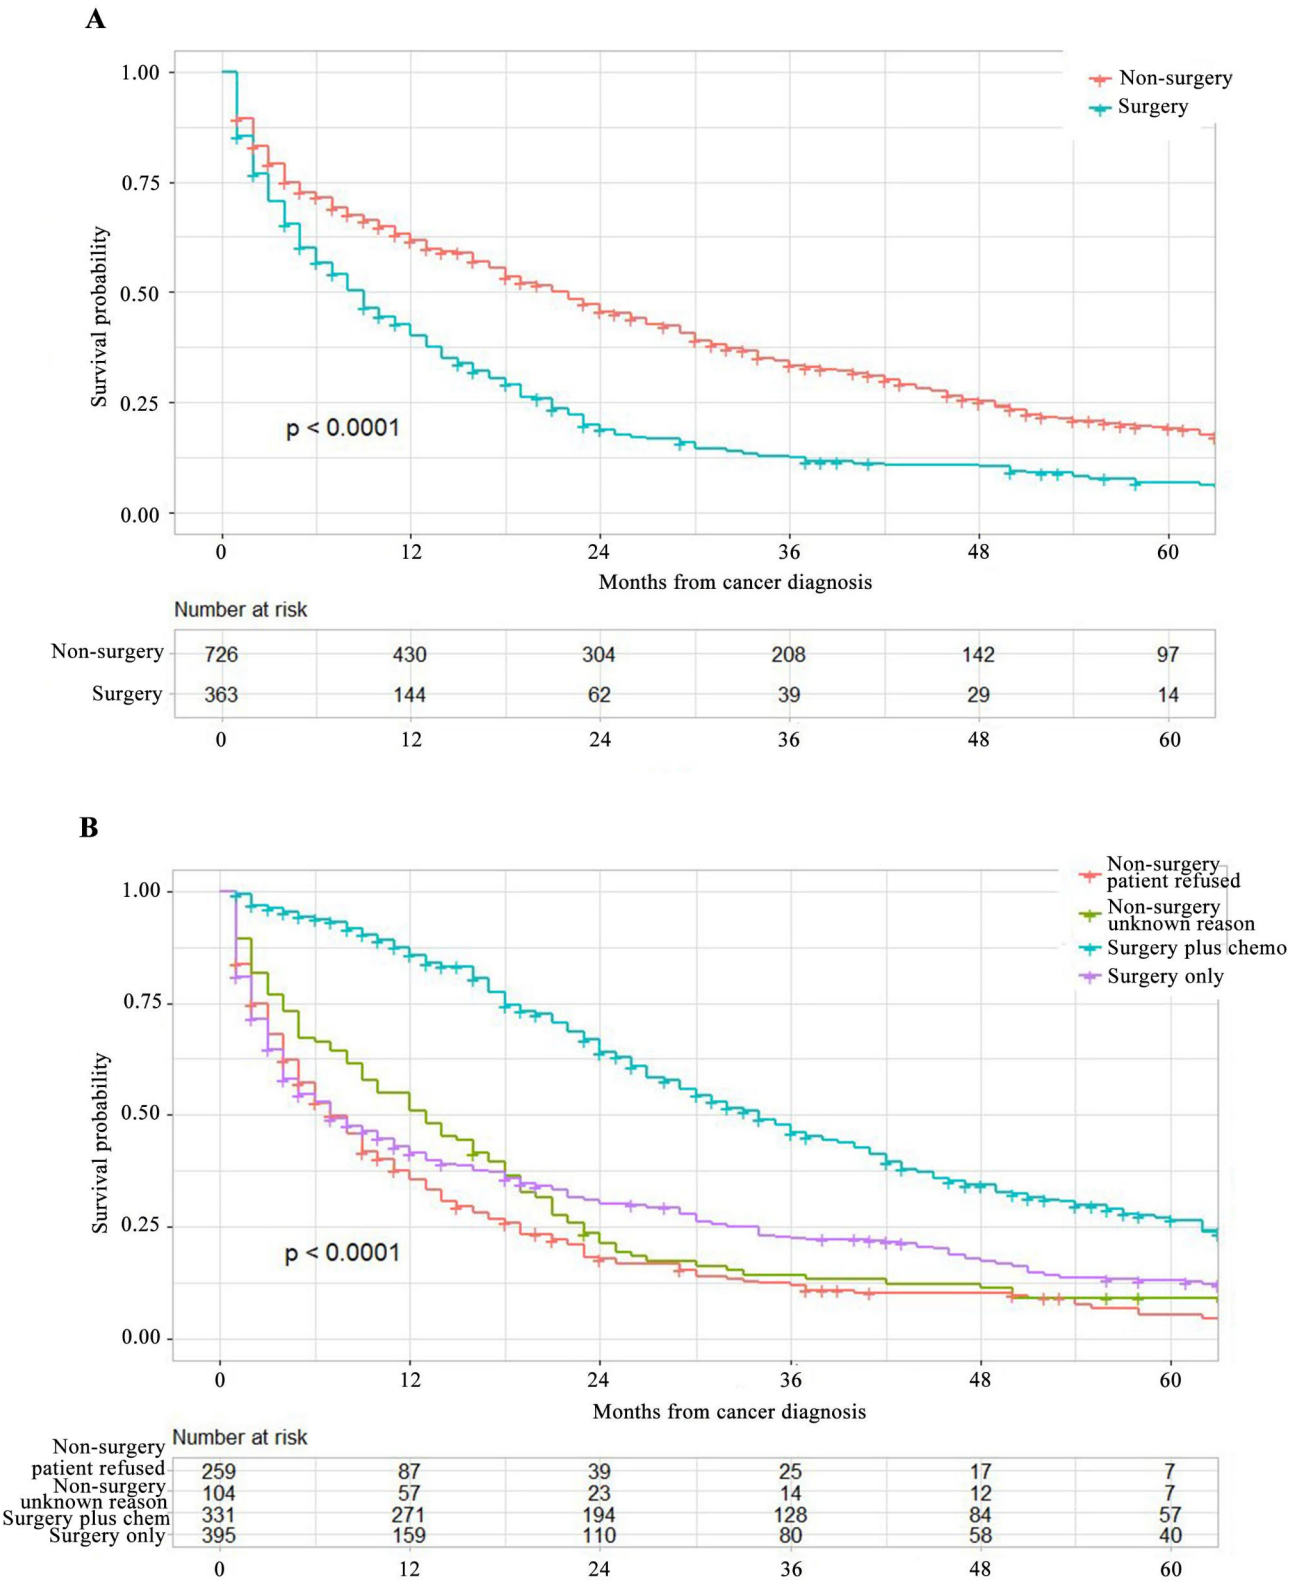 A
1.00
0.75
0.50
0.25
0.00
Survival probability
Non-surgery
Surgery
p < 0.0001
0 12 24 36 48 60
Months from cancer diagnosis
Number at risk
Non-surgery 726 430 304 208 142 97
Surgery 363 144 62 39 29 14
0 12 24 36 48 60
B
1.00
0.75
0.50
0.25
0.00
Survival probability
Non-surgery
patient refused
Non-surgery
unknown reason
Surgery plus chemo
Surgery only
p < 0.0001
0 12 24 36 48 60
Months from cancer diagnosis
Number at risk
Non-surgery
patient refused 259 87 39 25 17 7
Non-surgery
unknown reason 104 57 23 14 12 7
Surgery plus chem 331 271 194 128 84 57
Surgery only 395 159 110 80 58 40
0 12 24 36 48 60